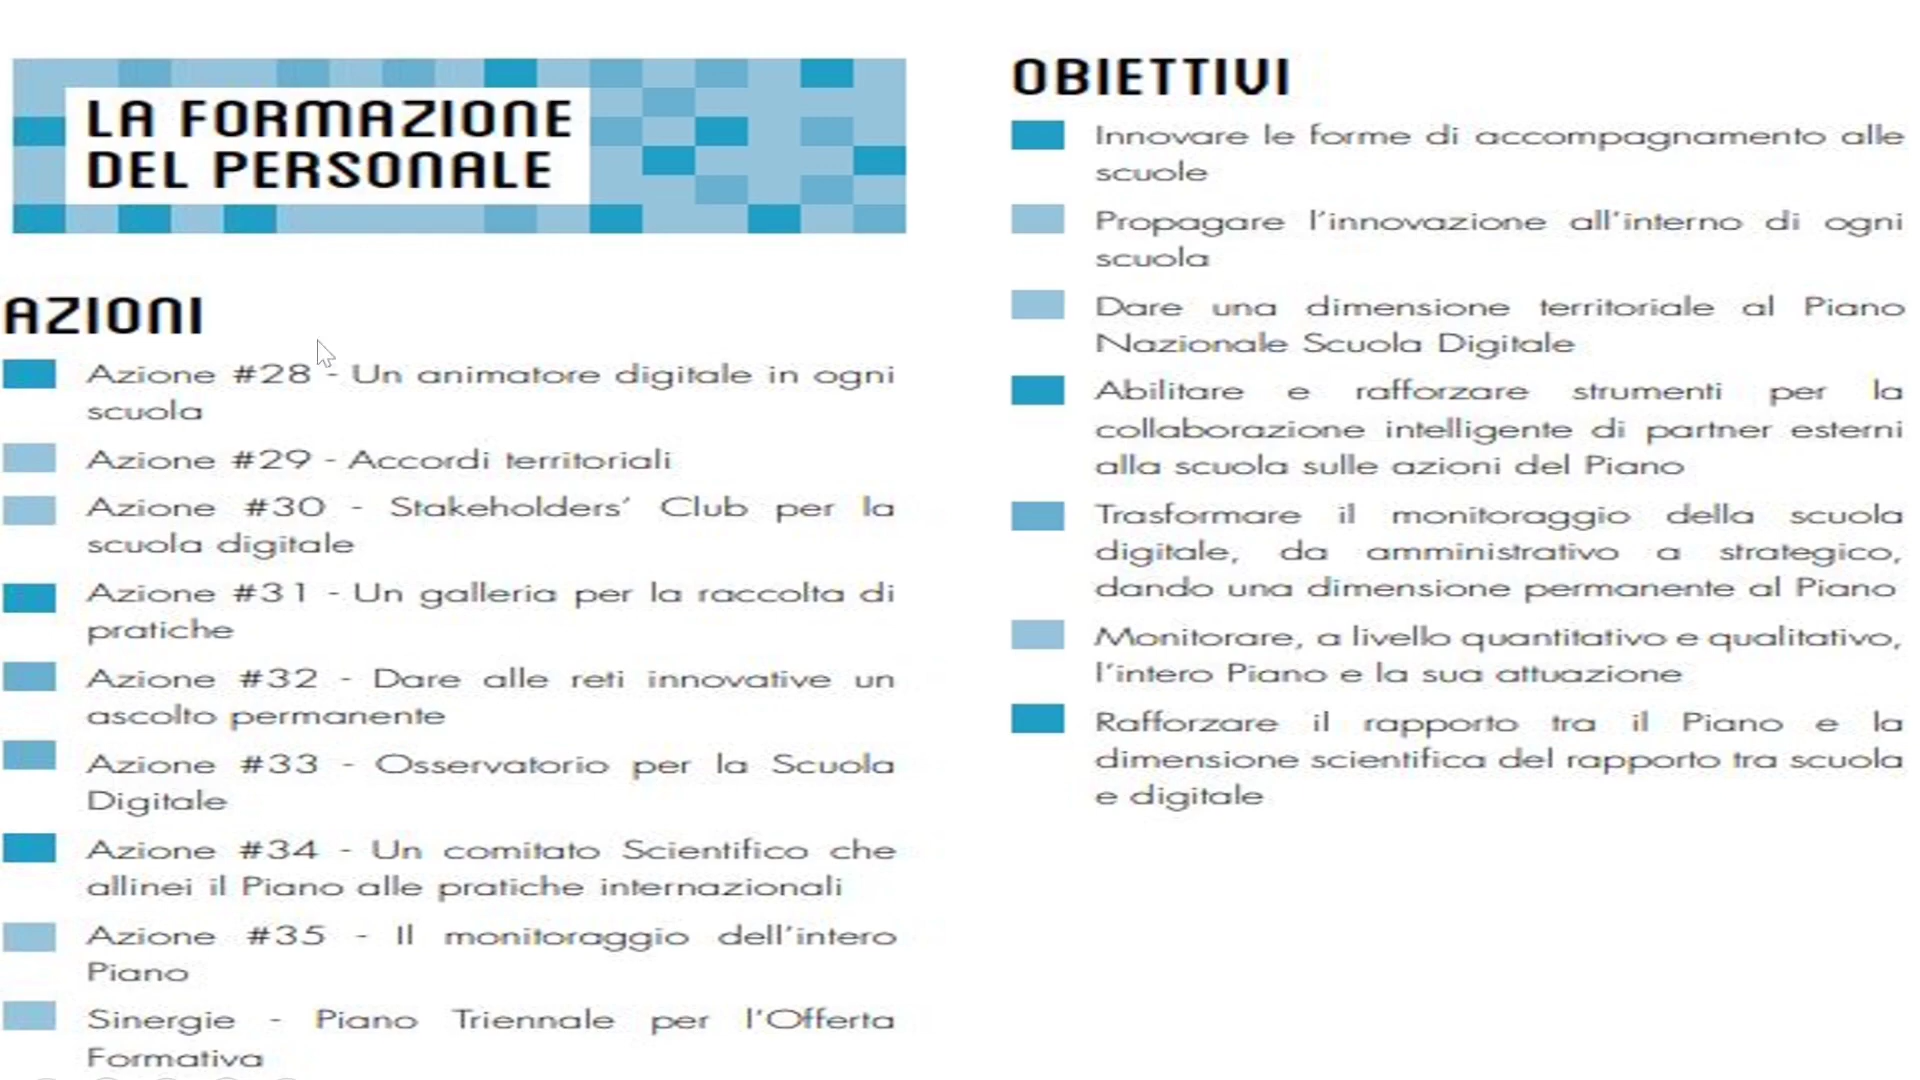 LA FORMAZIONE
DEL PERSONALE
AZIONI
Azione #28 - Un animatore digitale in ogni
scuola
Azione #29 - Accordi territoriali
Azione #30 - Stakeholders' Club per la
scuola digitale
Azione #31 - Un galleria per la raccolta di
pratiche
Azione #32 - Dare alle reti innovative un
ascolto permanente
Azione #33 - Osservatorio per la Scuola
Digitale
Azione #34 - Un comitato Scientifico che
allinei il Piano alle pratiche internazionali
Azione #35 - Il monitoraggio dell'intero
Piano
Sinergie - Piano Triennale per l'Offerta
Formativa
OBIETTIVI
Innovare le forme di accompagnamento alle
scuole
Propagare l'innovazione all'interno di ogni
scuola
Dare una dimensione territoriale al Piano
Nazionale Scuola Digitale
Abilitare e rafforzare strumenti per la
collaborazione intelligente di partner esterni
alla scuola sulle azioni del Piano
Trasformare il monitoraggio della scuola
digitale, da amministrativo a strategico,
dando una dimensione permanente al Piano
Monitorare, a livello quantitativo e qualitativo,
l'intero Piano e la sua attuazione
Rafforzare il rapporto tra il Piano e la
dimensione scientifica del rapporto tra scuola
e digitale